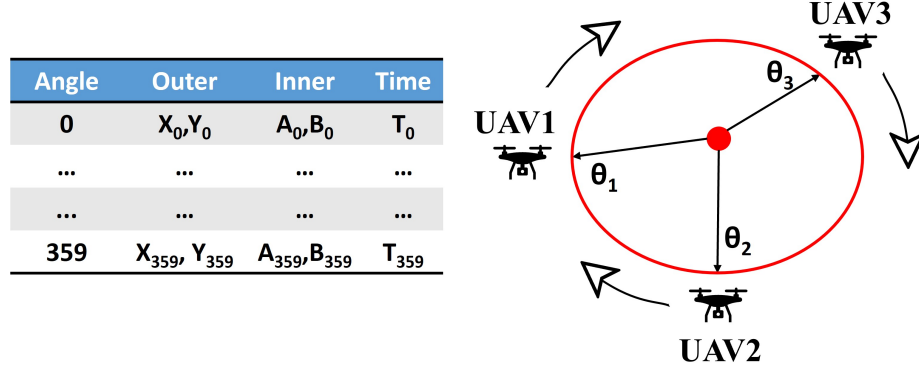 Angle Outer Inner Time
0 X₀,Y₀ A₀,B₀ T₀
... ... ... ...
... ... ... ...
359 X₃₅₉, Y₃₅₉ A₃₅₉,B₃₅₉ T₃₅₉
UAV3
θ₃
UAV1
θ₁
θ₂
UAV2